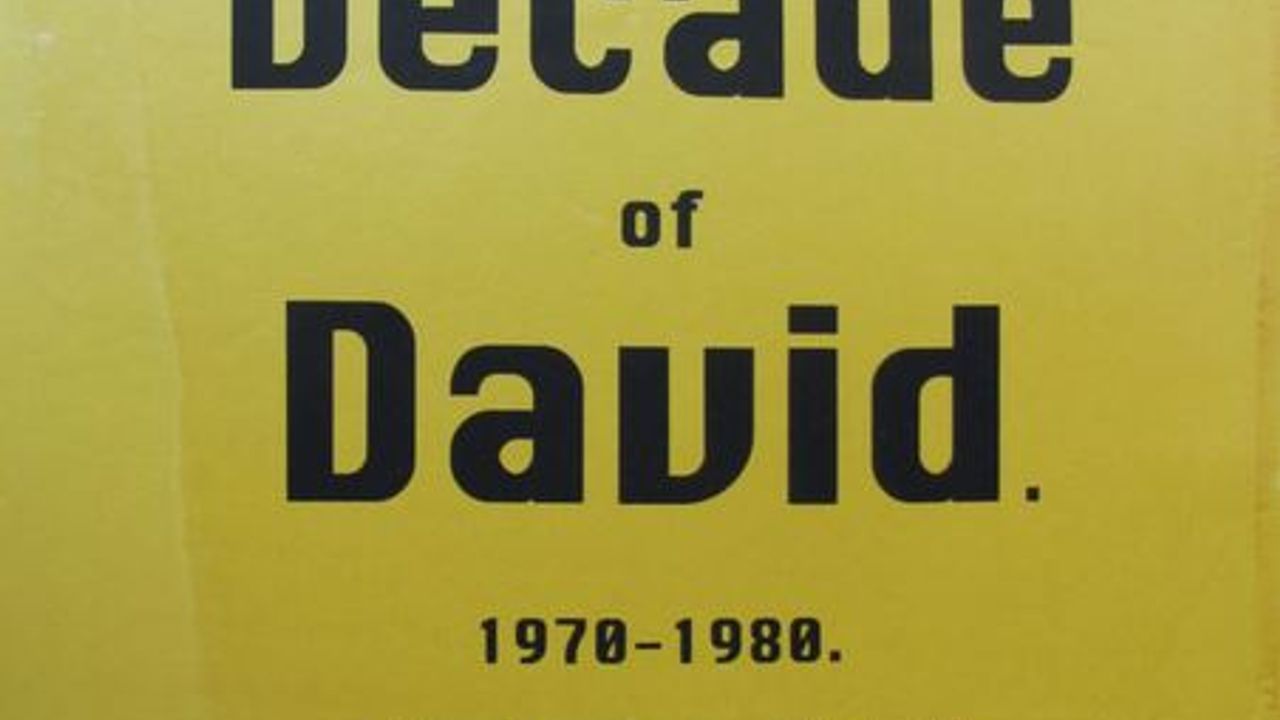 Decade
of
David.
1970-1980.